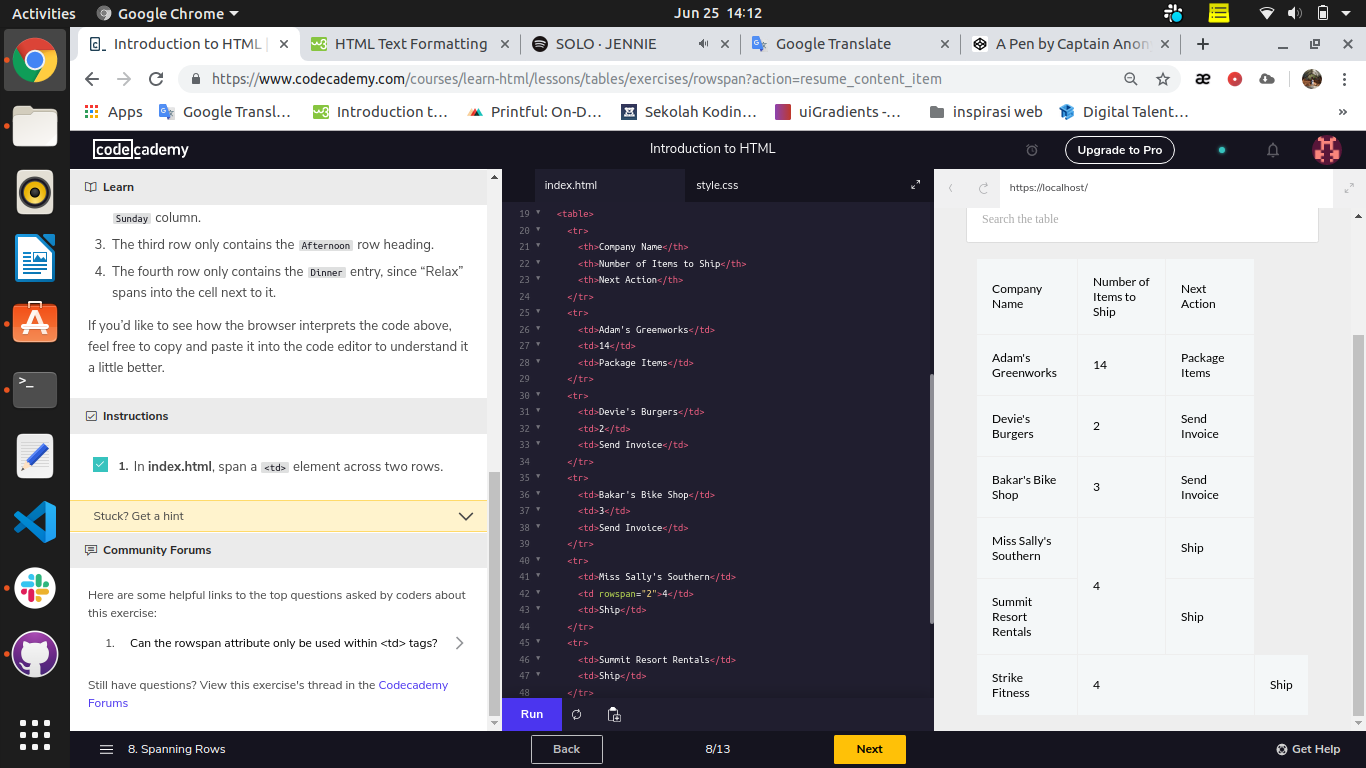 Activities
Google Chrome
Jun 25 14:12
Introduction to HTML
HTML Text Formatting
SOLO · JENNIE
Google Translate
A Pen by Captain Anon
https://www.codecademy.com/courses/learn-html/lessons/tables/exercises/rowspan?action=resume_content_item
Apps
Google Transl…
Introduction t…
Printful: On-D…
Sekolah Kodin…
uiGradients -…
inspirasi web
Digital Talent…
codecademy
Introduction to HTML
Upgrade to Pro
Learn
Sunday column.
3. The third row only contains the Afternoon row heading.
4. The fourth row only contains the Dinner entry, since “Relax”
spans into the cell next to it.
If you’d like to see how the browser interprets the code above,
feel free to copy and paste it into the code editor to understand it
a little better.
Instructions
1. In index.html, span a <td> element across two rows.
Stuck? Get a hint
Community Forums
Here are some helpful links to the top questions asked by coders about
this exercise:
1. Can the rowspan attribute only be used within <td> tags?
Still have questions? View this exercise's thread in the Codecademy
Forums
index.html
style.css
19 <table>
20 <tr>
21 <th>Company Name</th>
22 <th>Number of Items to Ship</th>
23 <th>Next Action</th>
24 </tr>
25 <tr>
26 <td>Adam's Greenworks</td>
27 <td>14</td>
28 <td>Package Items</td>
29 </tr>
30 <tr>
31 <td>Devie's Burgers</td>
32 <td>2</td>
33 <td>Send Invoice</td>
34 </tr>
35 <tr>
36 <td>Bakar's Bike Shop</td>
37 <td>3</td>
38 <td>Send Invoice</td>
39 </tr>
40 <tr>
41 <td>Miss Sally's Southern</td>
42 <td rowspan="2">4</td>
43 <td>Ship</td>
44 </tr>
45 <tr>
46 <td>Summit Resort Rentals</td>
47 <td>Ship</td>
48 </tr>
Run
https://localhost/
Search the table
Company
Name
Number of
Items to
Ship
Next
Action
Adam's
Greenworks
14
Package
Items
Devie's
Burgers
2
Send
Invoice
Bakar's Bike
Shop
3
Send
Invoice
Miss Sally's
Southern
4
Ship
Summit
Resort
Rentals
Ship
Strike
Fitness
4
Ship
8. Spanning Rows
Back
8/13
Next
Get Help